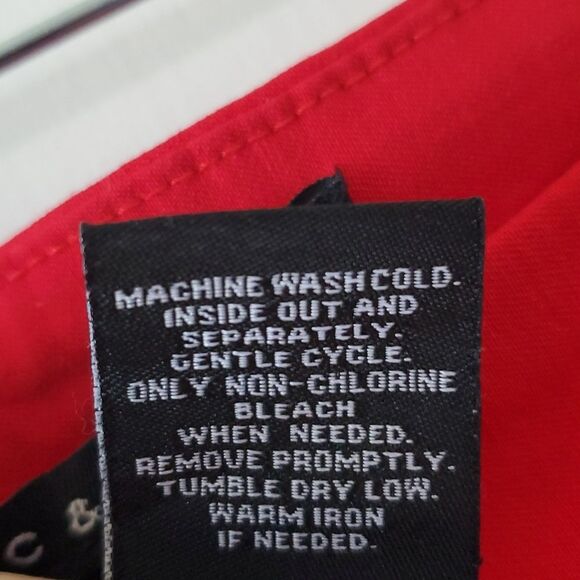 MACHINE WASH COLD.
INSIDE OUT AND
SEPARATELY.
GENTLE CYCLE.
ONLY NON-CHLORINE
BLEACH
WHEN NEEDED.
REMOVE PROMPTLY.
TUMBLE DRY LOW.
WARM IRON
IF NEEDED.
C &